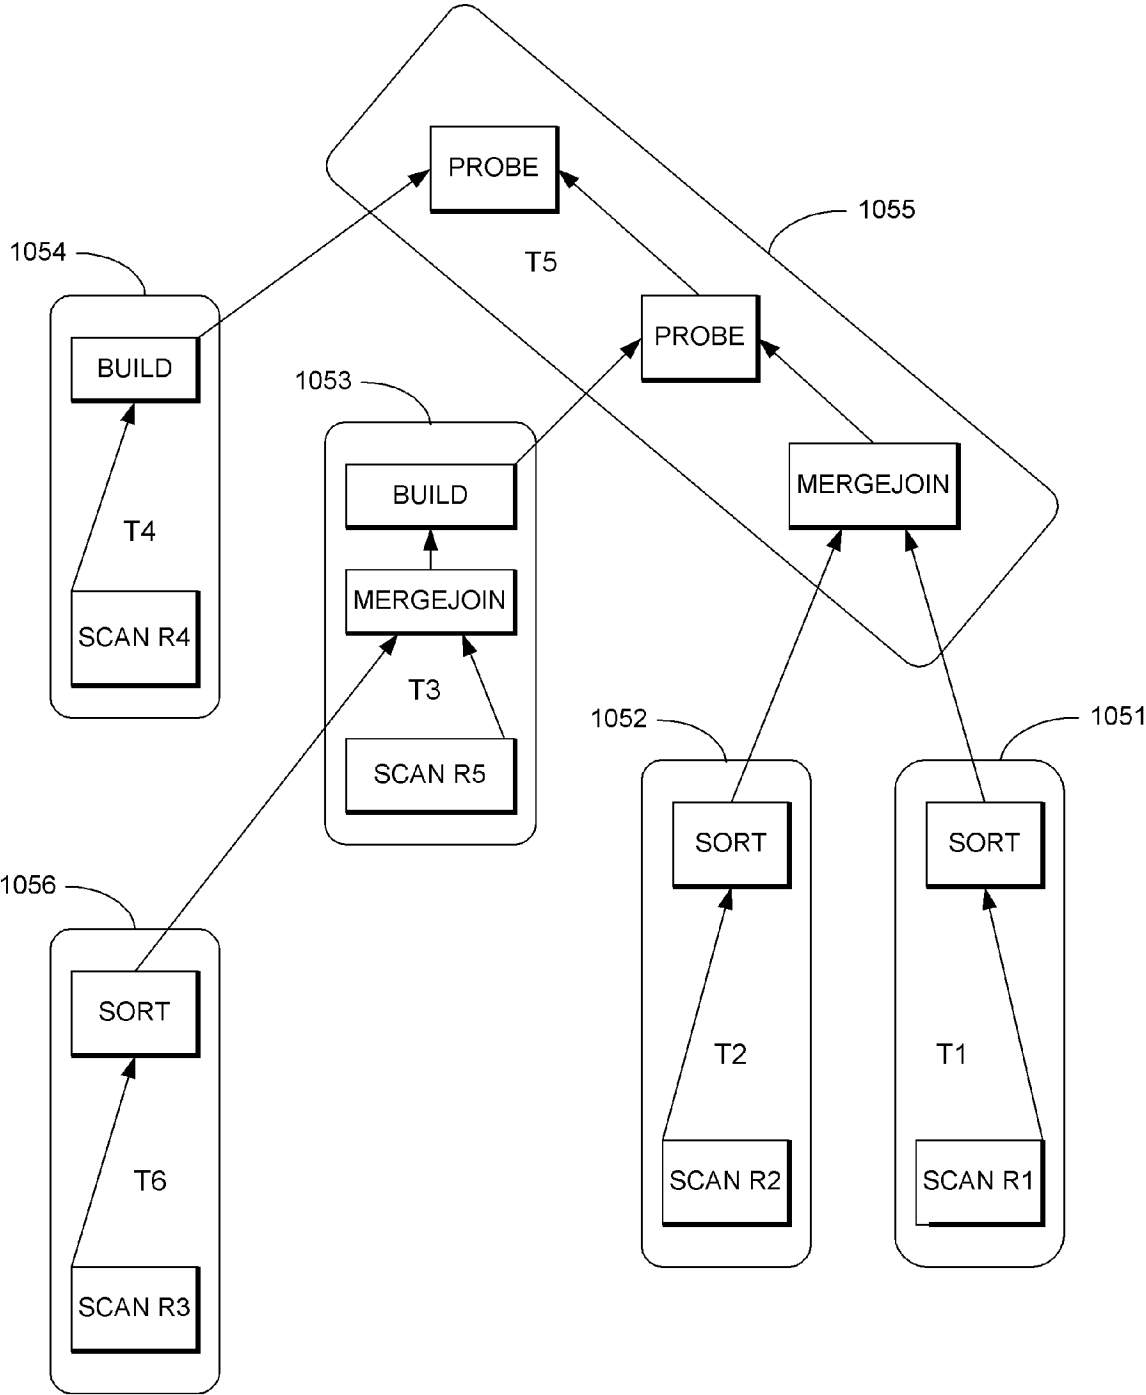 PROBE
1055
1054
T5
PROBE
BUILD
1053
MERGEJOIN
BUILD
T4
MERGEJOIN
SCAN R4
T3
1052
1051
SCAN R5
SORT
SORT
1056
SORT
T2
T1
T6
SCAN R2
SCAN R1
SCAN R3